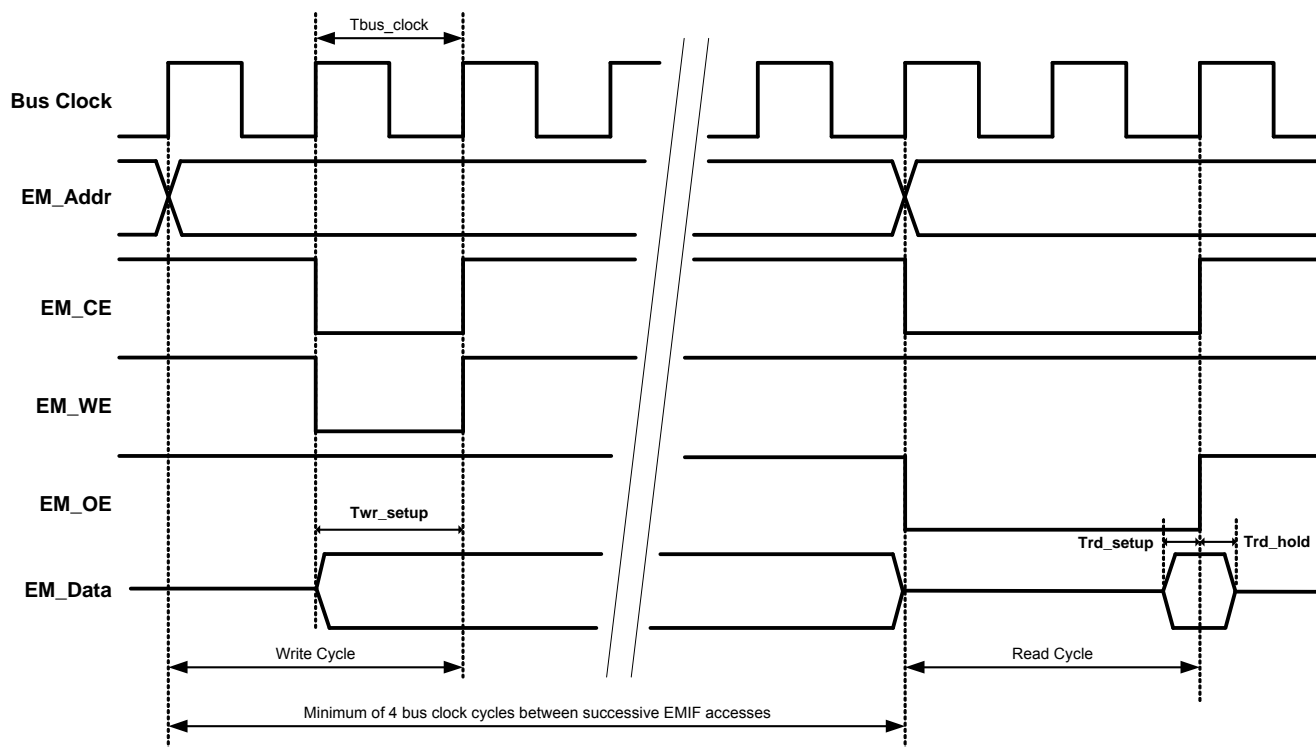 Tbus_clock
Bus Clock
EM_Addr
EM_CE
EM_WE
EM_OE
Twr_setup
Trd_setup
Trd_hold
EM_Data
Write Cycle
Read Cycle
Minimum of 4 bus clock cycles between successive EMIF accesses